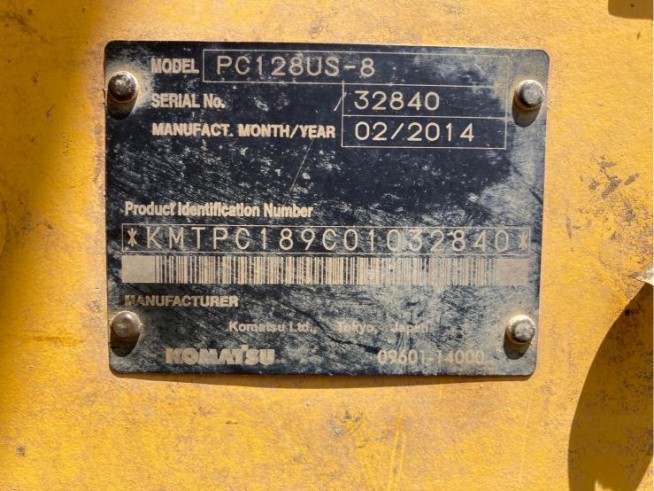 MODEL PC128US-8
SERIAL No. /32840
MANUFACT. MONTH/YEAR 02/2014
Product Identification Number
*KMTPC189C01032840*
MANUFACTURER
Komatsu Ltd., Tokyo, Japan
KOMATSU 09601-14000